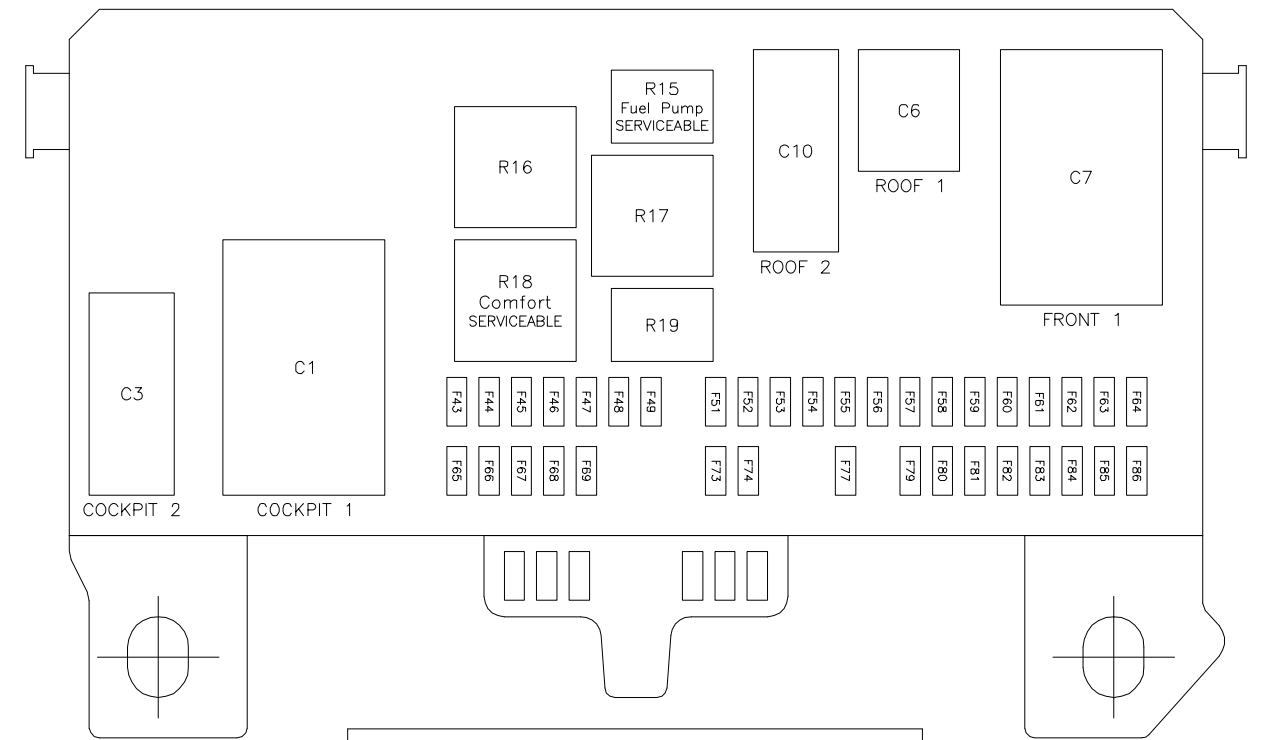 R15
Fuel Pump
SERVICEABLE
R16
R17
R18
Comfort
SERVICEABLE
R19
C10
ROOF 2
C6
ROOF 1
C7
FRONT 1
C3
COCKPIT 2
C1
COCKPIT 1
F43
F44
F45
F46
F47
F48
F49
F51
F52
F53
F54
F55
F56
F57
F58
F59
F60
F61
F62
F63
F64
F65
F66
F67
F68
F69
F73
F74
F77
F79
F80
F81
F82
F83
F84
F85
F86